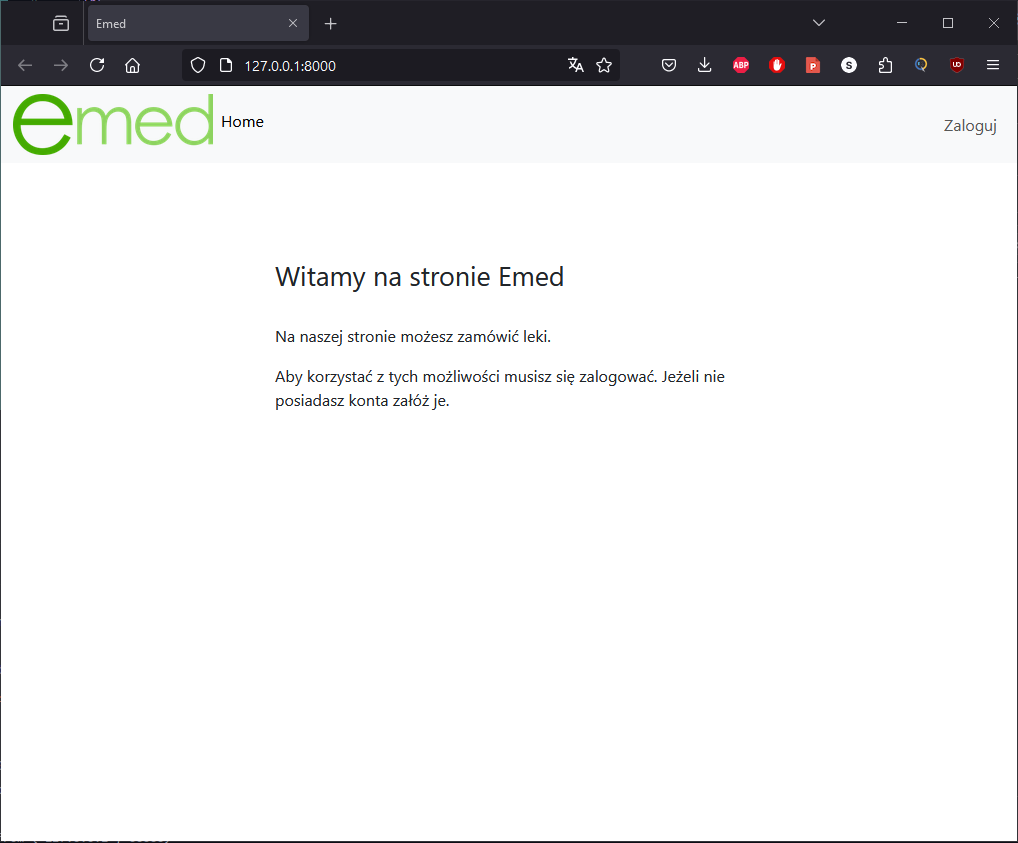 Emed
127.0.0.1:8000
ABP
P
S
UD
emed Home
Zaloguj
Witamy na stronie Emed
Na naszej stronie możesz zamówić leki.
Aby korzystać z tych możliwości musisz się zalogować. Jeżeli nie
posiadasz konta załóż je.